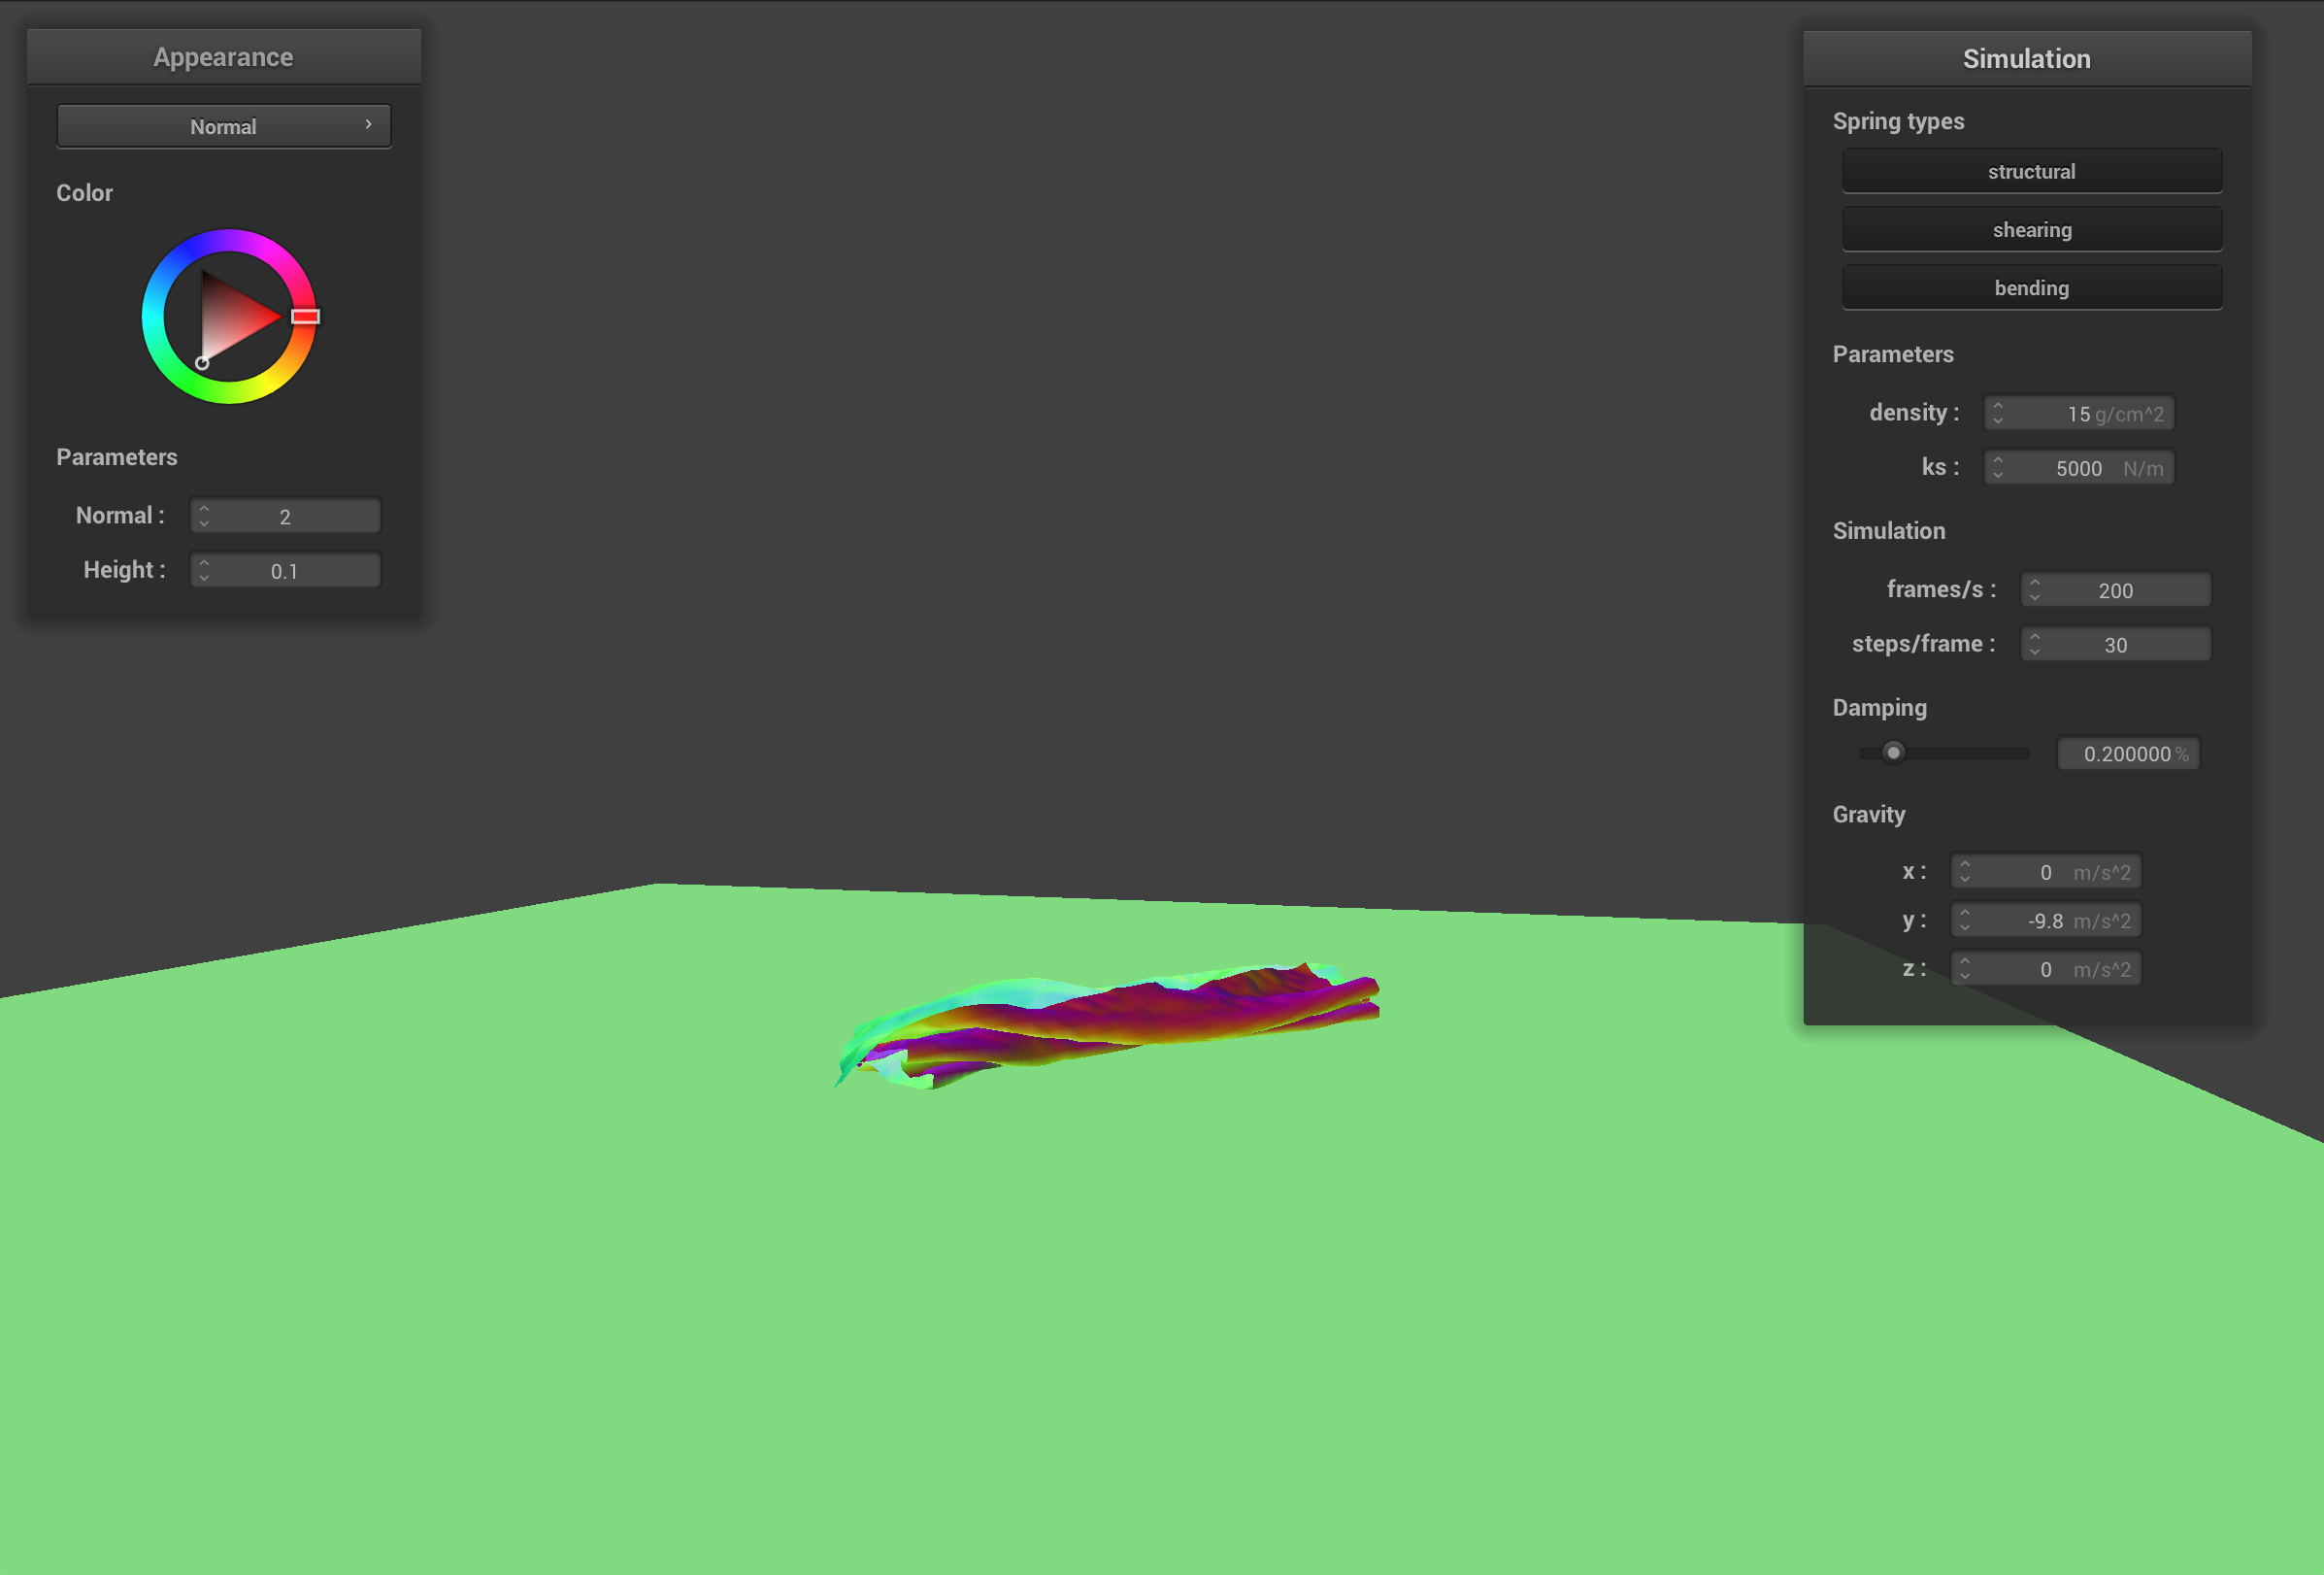 Appearance
Normal
Color
Parameters
Normal : 2
Height : 0.1
Simulation
Spring types
structural
shearing
bending
Parameters
density : 15 g/cm^2
ks : 5000 N/m
Simulation
frames/s : 200
steps/frame : 30
Damping
0.200000 %
Gravity
x : 0 m/s^2
y : -9.8 m/s^2
z : 0 m/s^2